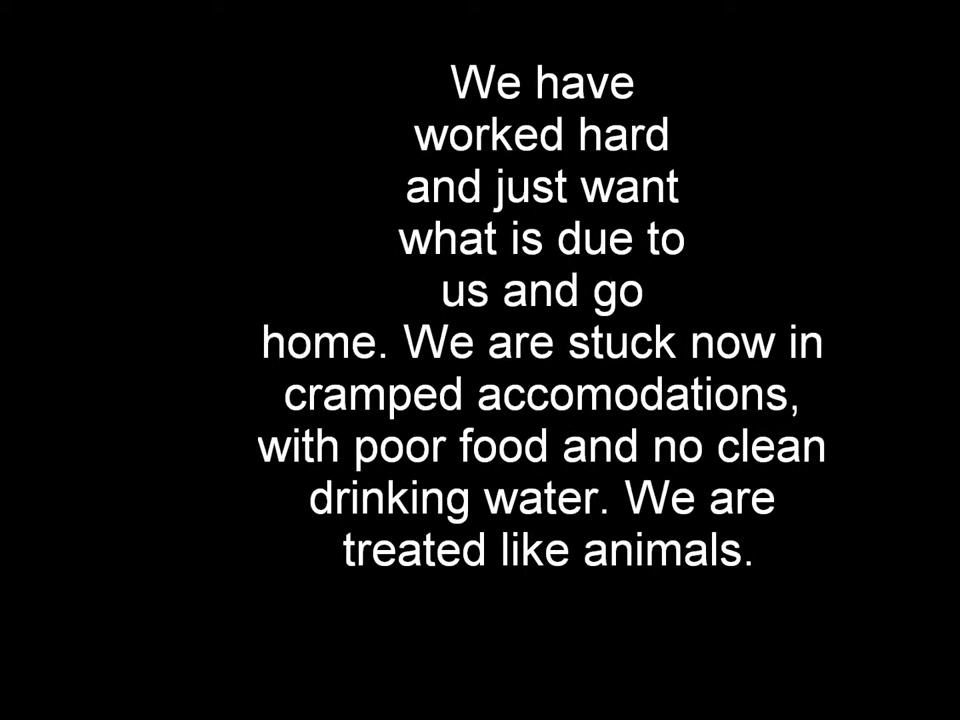 We have
worked hard
and just want
what is due to
us and go
home. We are stuck now in
cramped accomodations,
with poor food and no clean
drinking water. We are
treated like animals.